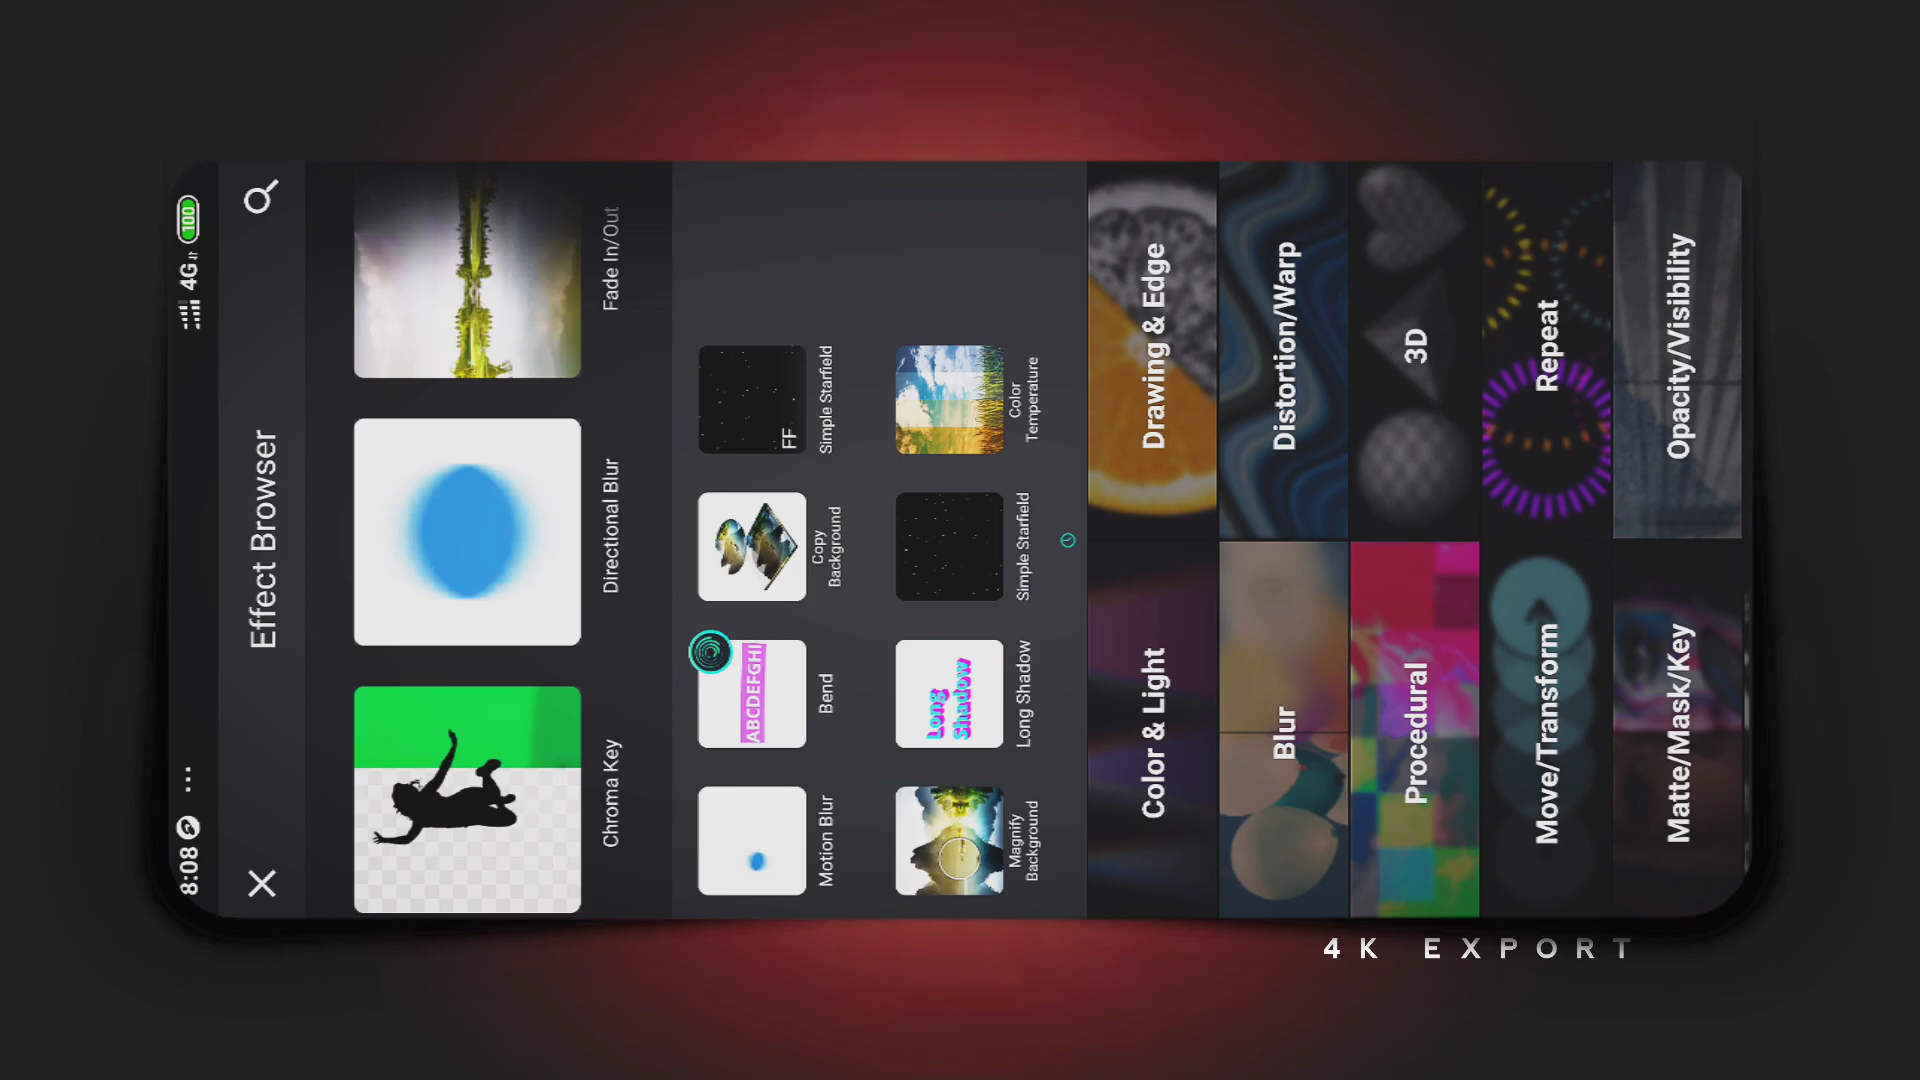 8:08 ...
4G 100
Effect Browser
Chroma Key
Directional Blur
Fade In/Out
Motion Blur
ABCDEFGHI
Bend
Copy
Background
FF
Simple Starfield
Magnify
Background
Long
Shadow
Long Shadow
Simple Starfield
Color
Temperature
Color & Light
Drawing & Edge
Blur
Distortion/Warp
Procedural
3D
Move/Transform
Repeat
Matte/Mask/Key
Opacity/Visibility
4K EXPORT